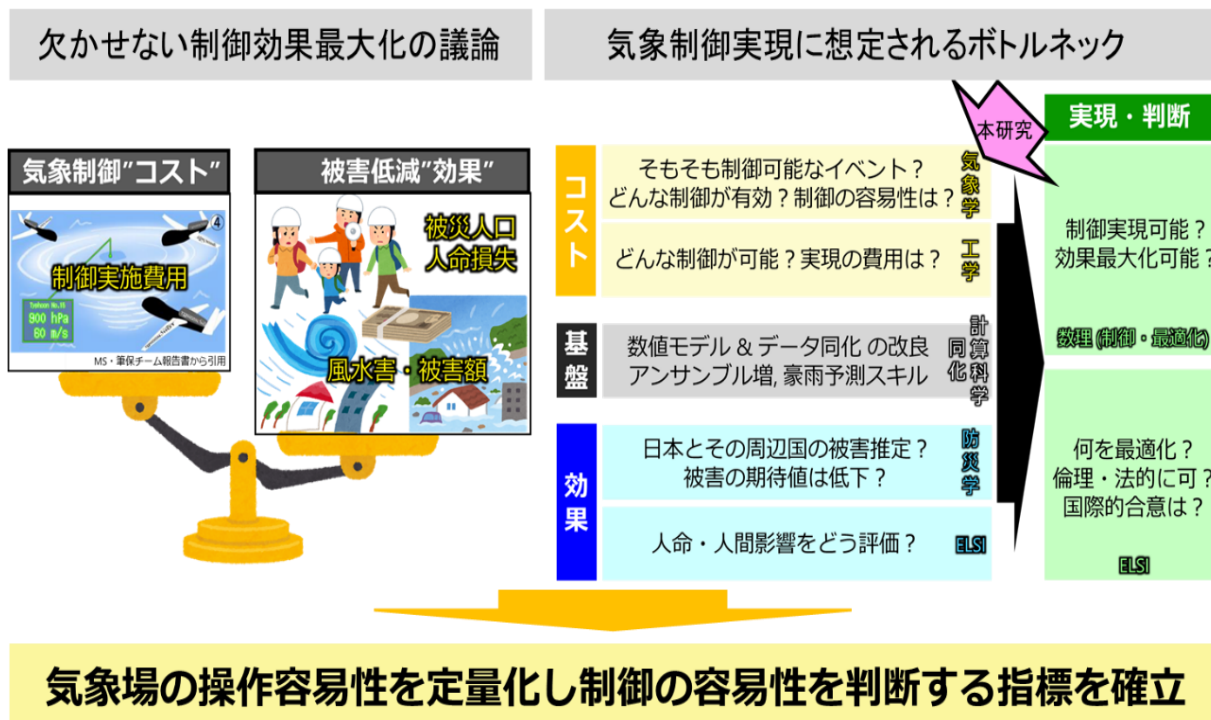 欠かせない制御効果最大化の議論
気象制御"コスト"
④
制御実施費用
Typhoon No.15
900 hPa
60 m/s
MS・筆保チーム報告書から引用
被害低減"効果"
被災人口
人命損失
風水害・被害額
気象制御実現に想定されるボトルネック
本研究
実現・判断
コスト
そもそも制御可能なイベント？
どんな制御が有効？制御の容易性は？
気象学
どんな制御が可能？実現の費用は？
工学
基盤
数値モデル & データ同化 の改良
アンサンブル増, 豪雨予測スキル
計算科学
同化
効果
日本とその周辺国の被害推定？
被害の期待値は低下？
防災学
人命・人間影響をどう評価？
ELSI
制御実現可能？
効果最大化可能？
数理 (制御・最適化)
何を最適化？
倫理・法的に可？
国際的合意は？
ELSI
気象場の操作容易性を定量化し制御の容易性を判断する指標を確立